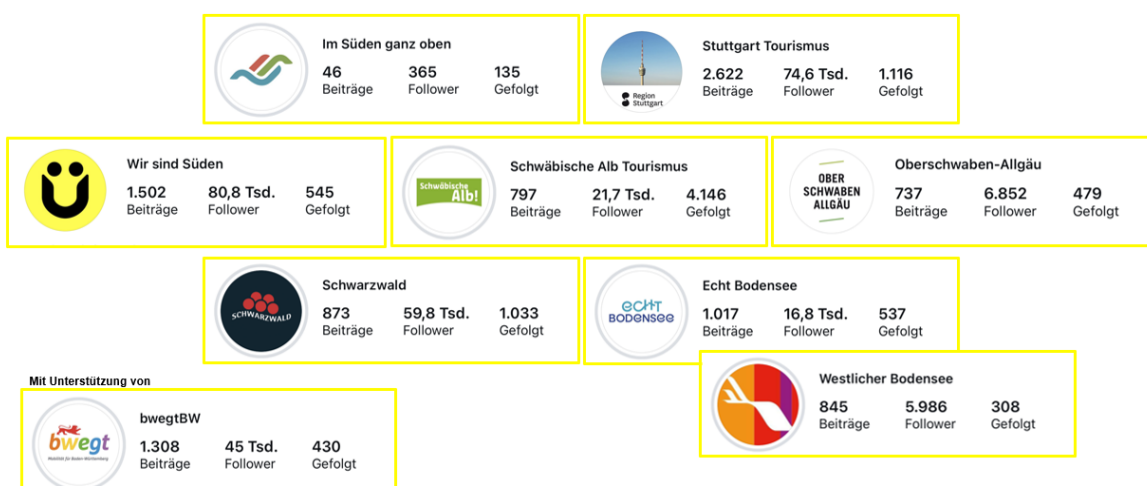 Im Süden ganz oben
46 365 135
Beiträge Follower Gefolgt
Stuttgart Tourismus
2.622 74,6 Tsd. 1.116
Beiträge Follower Gefolgt
Region
Stuttgart
Ü
Wir sind Süden
1.502 80,8 Tsd. 545
Beiträge Follower Gefolgt
Schwäbische
Alb!
Schwäbische Alb Tourismus
797 21,7 Tsd. 4.146
Beiträge Follower Gefolgt
OBER
SCHWABEN
ALLGÄU
Oberschwaben-Allgäu
737 6.852 479
Beiträge Follower Gefolgt
SCHWARZWALD
Schwarzwald
873 59,8 Tsd. 1.033
Beiträge Follower Gefolgt
ECHT
BODENSEE
Echt Bodensee
1.017 16,8 Tsd. 537
Beiträge Follower Gefolgt
Westlicher Bodensee
845 5.986 308
Beiträge Follower Gefolgt
Mit Unterstützung von
bwegt
Mobilität für Baden-Württemberg
bwegtBW
1.308 45 Tsd. 430
Beiträge Follower Gefolgt